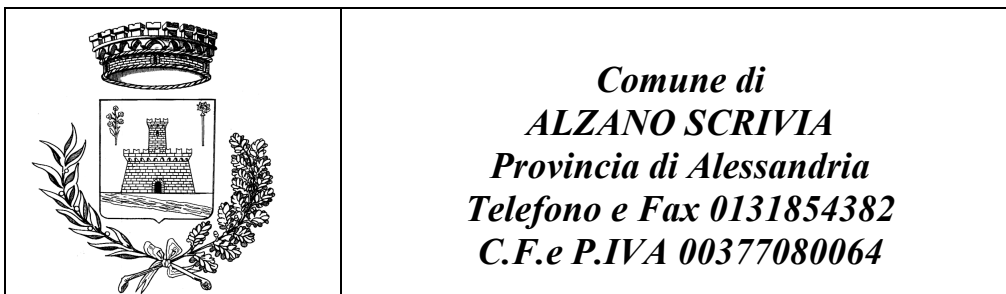 Comune di
ALZANO SCRIVIA
Provincia di Alessandria
Telefono e Fax 0131854382
C.F.e P.IVA 00377080064